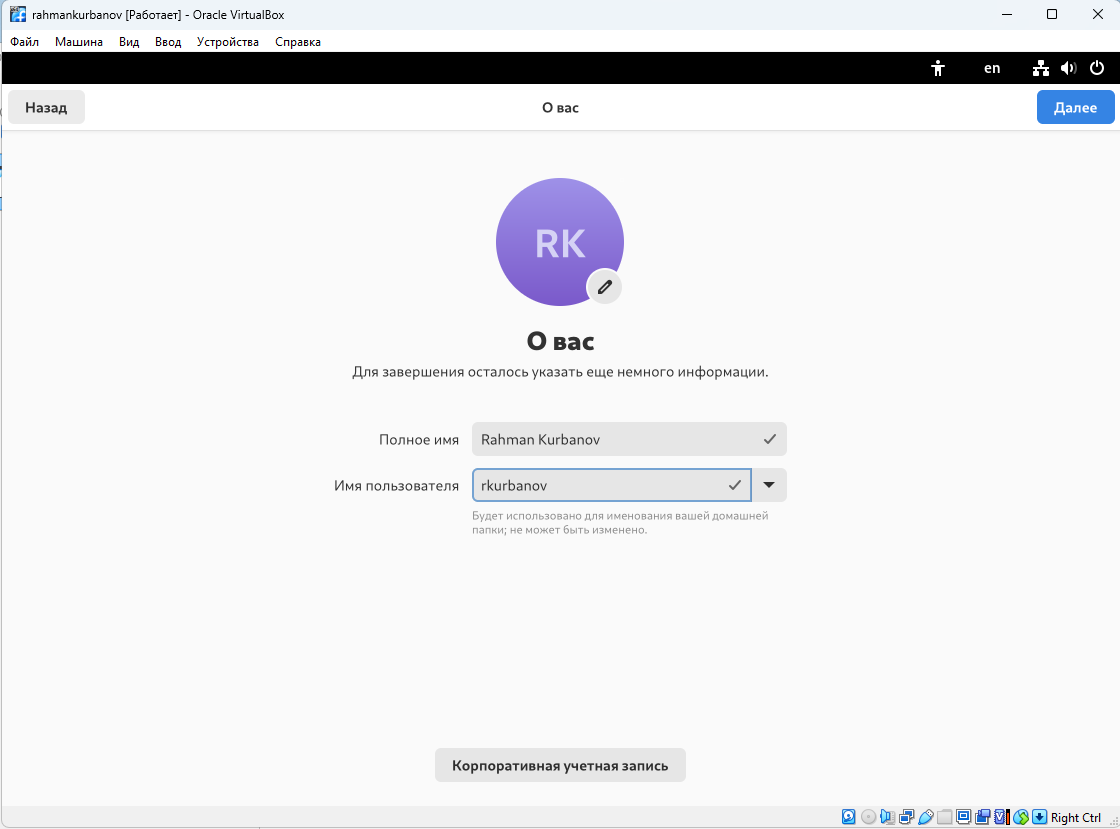 rahmankurbanov [Работает] - Oracle VirtualBox
Файл Машина Вид Ввод Устройства Справка
en
Назад О вас Далее
RK
О вас
Для завершения осталось указать еще немного информации.
Полное имя Rahman Kurbanov
Имя пользователя rkurbanov
Будет использовано для именования вашей домашней
папки; не может быть изменено.
Корпоративная учетная запись
Right Ctrl